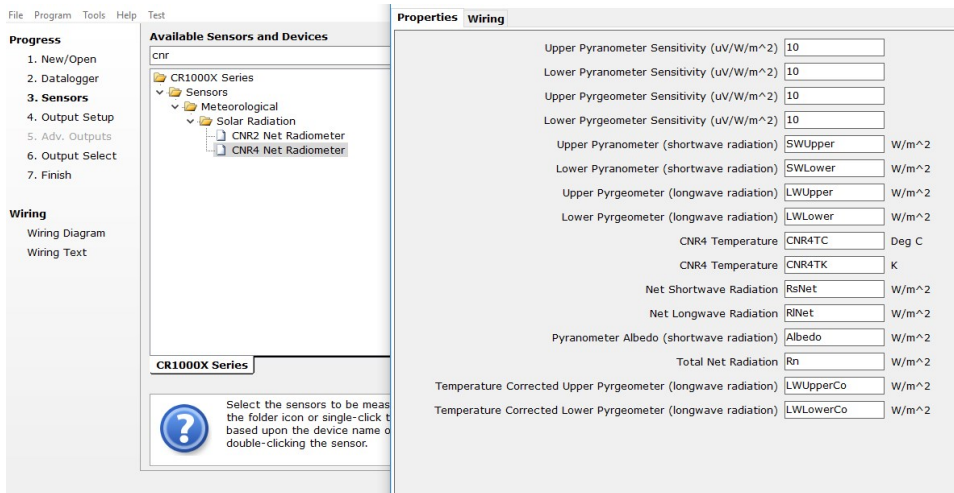 File Program Tools Help Test
Progress
1. New/Open
2. Datalogger
3. Sensors
4. Output Setup
5. Adv. Outputs
6. Output Select
7. Finish
Wiring
Wiring Diagram
Wiring Text
Available Sensors and Devices
cnr
CR1000X Series
Sensors
Meteorological
Solar Radiation
CNR2 Net Radiometer
CNR4 Net Radiometer
CR1000X Series
Select the sensors to be meas
the folder icon or single-click t
based upon the device name o
double-clicking the sensor.
Properties Wiring
Upper Pyranometer Sensitivity (uV/W/m^2) 10
Lower Pyranometer Sensitivity (uV/W/m^2) 10
Upper Pyrgeometer Sensitivity (uV/W/m^2) 10
Lower Pyrgeometer Sensitivity (uV/W/m^2) 10
Upper Pyranometer (shortwave radiation) SWUpper W/m^2
Lower Pyranometer (shortwave radiation) SWLower W/m^2
Upper Pyrgeometer (longwave radiation) LWUpper W/m^2
Lower Pyrgeometer (longwave radiation) LWLower W/m^2
CNR4 Temperature CNR4TC Deg C
CNR4 Temperature CNR4TK K
Net Shortwave Radiation RsNet W/m^2
Net Longwave Radiation RlNet W/m^2
Pyranometer Albedo (shortwave radiation) Albedo W/m^2
Total Net Radiation Rn W/m^2
Temperature Corrected Upper Pyrgeometer (longwave radiation) LWUpperCo W/m^2
Temperature Corrected Lower Pyrgeometer (longwave radiation) LWLowerCo W/m^2